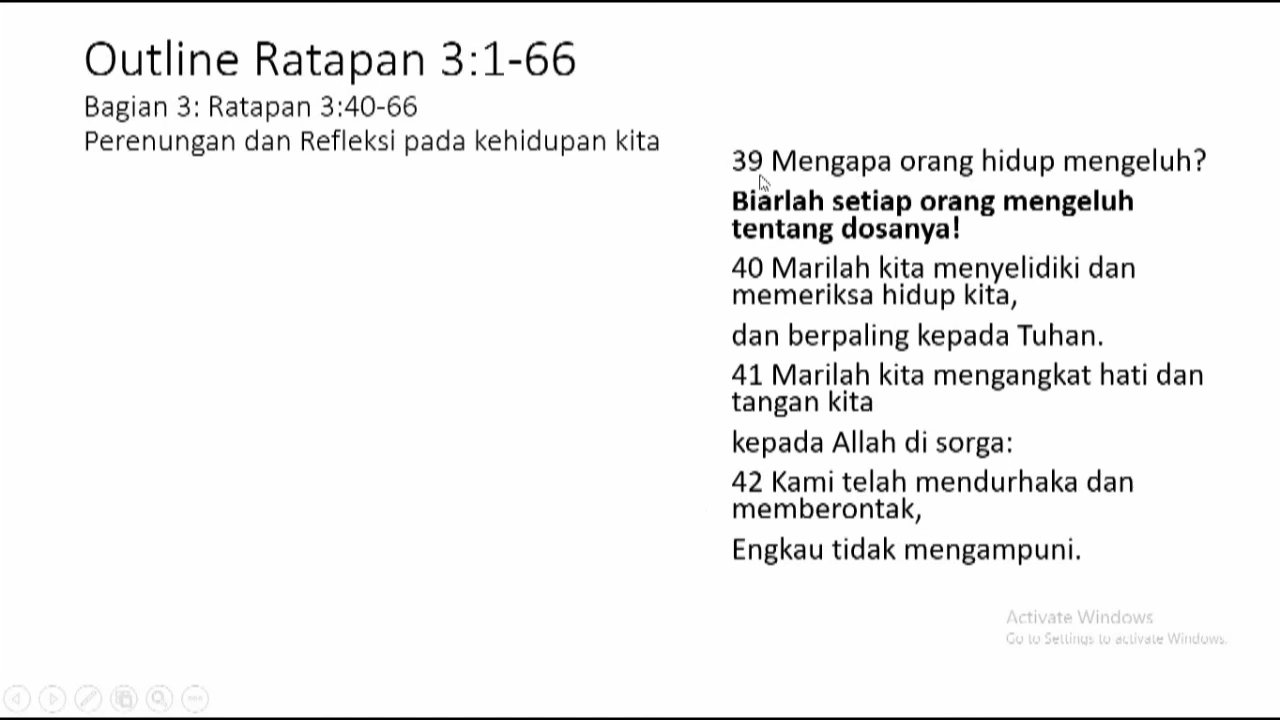 Outline Ratapan 3:1-66
Bagian 3: Ratapan 3:40-66
Perenungan dan Refleksi pada kehidupan kita
39 Mengapa orang hidup mengeluh?
Biarlah setiap orang mengeluh
tentang dosanya!
40 Marilah kita menyelidiki dan
memeriksa hidup kita,
dan berpaling kepada Tuhan.
41 Marilah kita mengangkat hati dan
tangan kita
kepada Allah di sorga:
42 Kami telah mendurhaka dan
memberontak,
Engkau tidak mengampuni.
Activate Windows
Go to Settings to activate Windows.